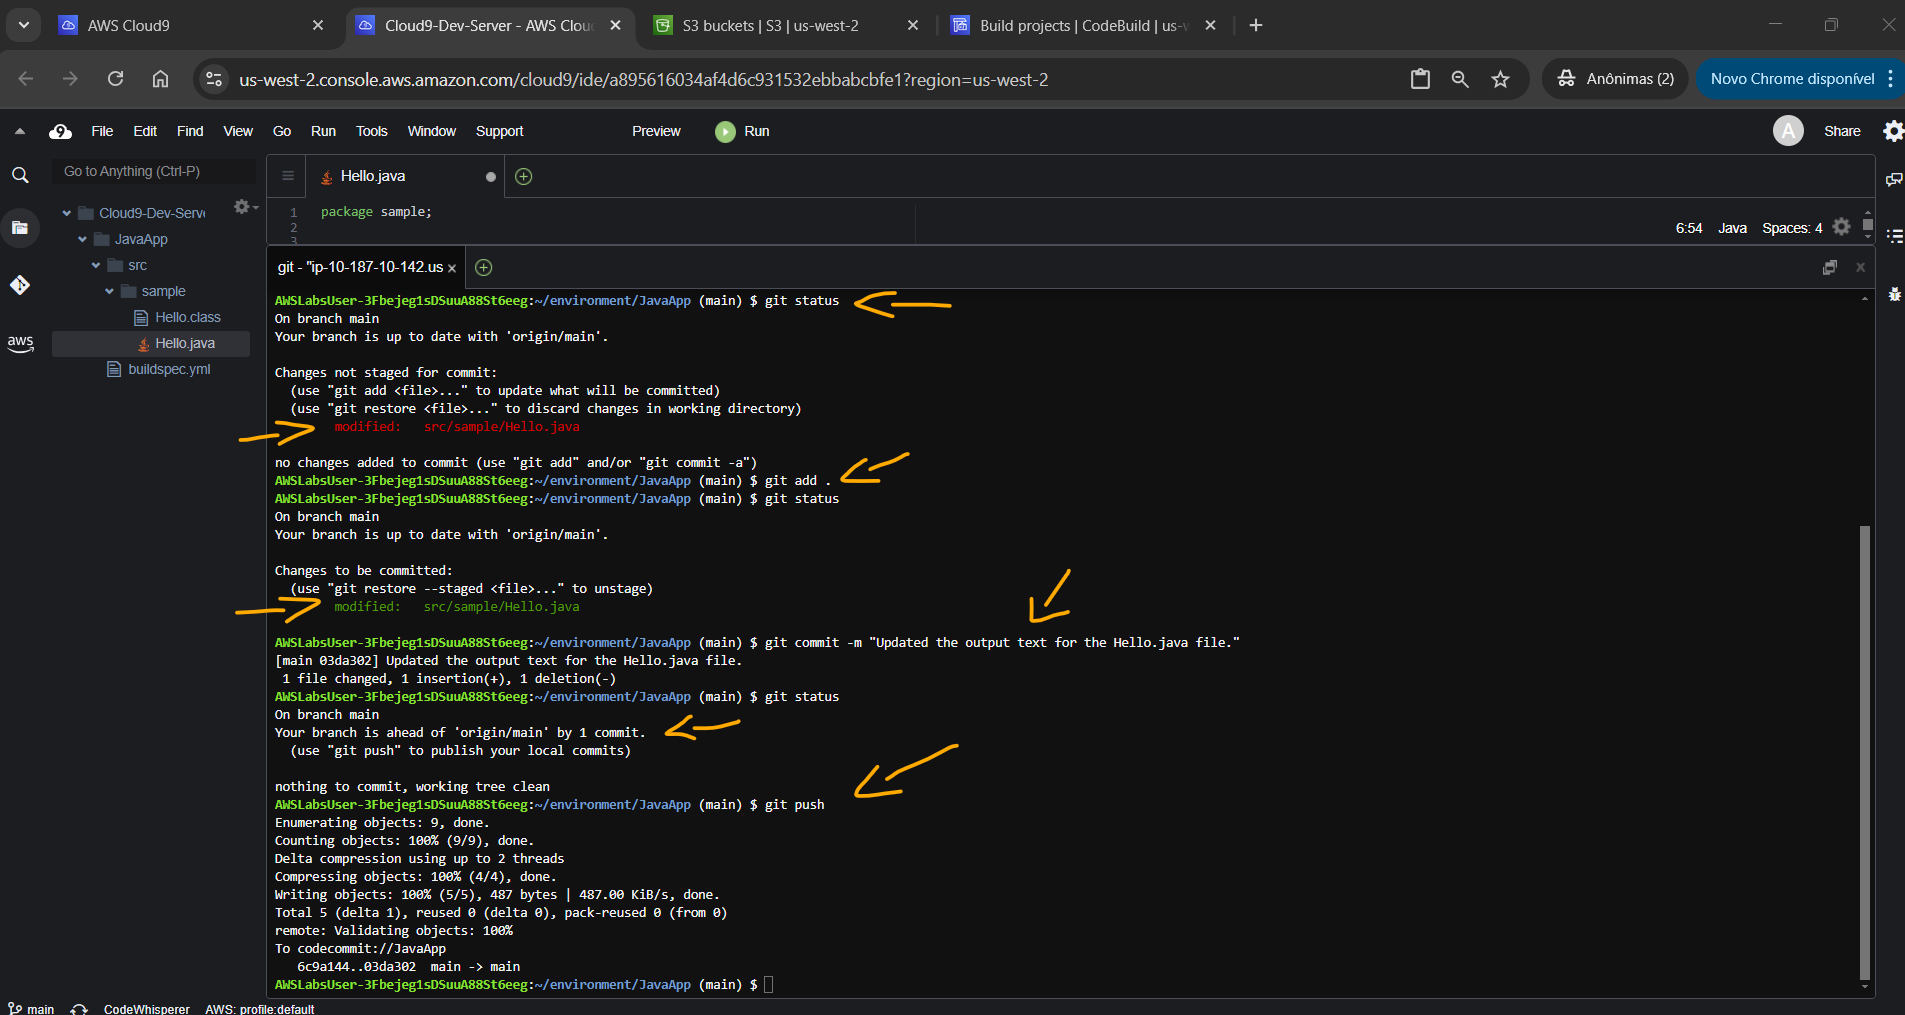 AWS Cloud9
Cloud9-Dev-Server - AWS Clou
S3 buckets | S3 | us-west-2
Build projects | CodeBuild | us-w
us-west-2.console.aws.amazon.com/cloud9/ide/a895616034af4d6c931532ebbabcbfe1?region=us-west-2
Anônimas (2)
Novo Chrome disponível
9 File Edit Find View Go Run Tools Window Support Preview Run A Share
Go to Anything (Ctrl-P)
Hello.java
Cloud9-Dev-Serve
JavaApp
src
sample
Hello.class
Hello.java
buildspec.yml
aws
1 package sample;
2
3
6:54 Java Spaces: 4
git - "ip-10-187-10-142.us
AWSLabsUser-3Fbejeg1sDSuuA88St6eeg:~/environment/JavaApp (main) $ git status
On branch main
Your branch is up to date with 'origin/main'.
Changes not staged for commit:
(use "git add <file>..." to update what will be committed)
(use "git restore <file>..." to discard changes in working directory)
modified: src/sample/Hello.java
no changes added to commit (use "git add" and/or "git commit -a")
AWSLabsUser-3Fbejeg1sDSuuA88St6eeg:~/environment/JavaApp (main) $ git add .
AWSLabsUser-3Fbejeg1sDSuuA88St6eeg:~/environment/JavaApp (main) $ git status
On branch main
Your branch is up to date with 'origin/main'.
Changes to be committed:
(use "git restore --staged <file>..." to unstage)
modified: src/sample/Hello.java
AWSLabsUser-3Fbejeg1sDSuuA88St6eeg:~/environment/JavaApp (main) $ git commit -m "Updated the output text for the Hello.java file."
[main 03da302] Updated the output text for the Hello.java file.
1 file changed, 1 insertion(+), 1 deletion(-)
AWSLabsUser-3Fbejeg1sDSuuA88St6eeg:~/environment/JavaApp (main) $ git status
On branch main
Your branch is ahead of 'origin/main' by 1 commit.
(use "git push" to publish your local commits)
nothing to commit, working tree clean
AWSLabsUser-3Fbejeg1sDSuuA88St6eeg:~/environment/JavaApp (main) $ git push
Enumerating objects: 9, done.
Counting objects: 100% (9/9), done.
Delta compression using up to 2 threads
Compressing objects: 100% (4/4), done.
Writing objects: 100% (5/5), 487 bytes | 487.00 KiB/s, done.
Total 5 (delta 1), reused 0 (delta 0), pack-reused 0 (from 0)
remote: Validating objects: 100%
To codecommit://JavaApp
6c9a144..03da302 main -> main
AWSLabsUser-3Fbejeg1sDSuuA88St6eeg:~/environment/JavaApp (main) $
main CodeWhisperer AWS: profile:default